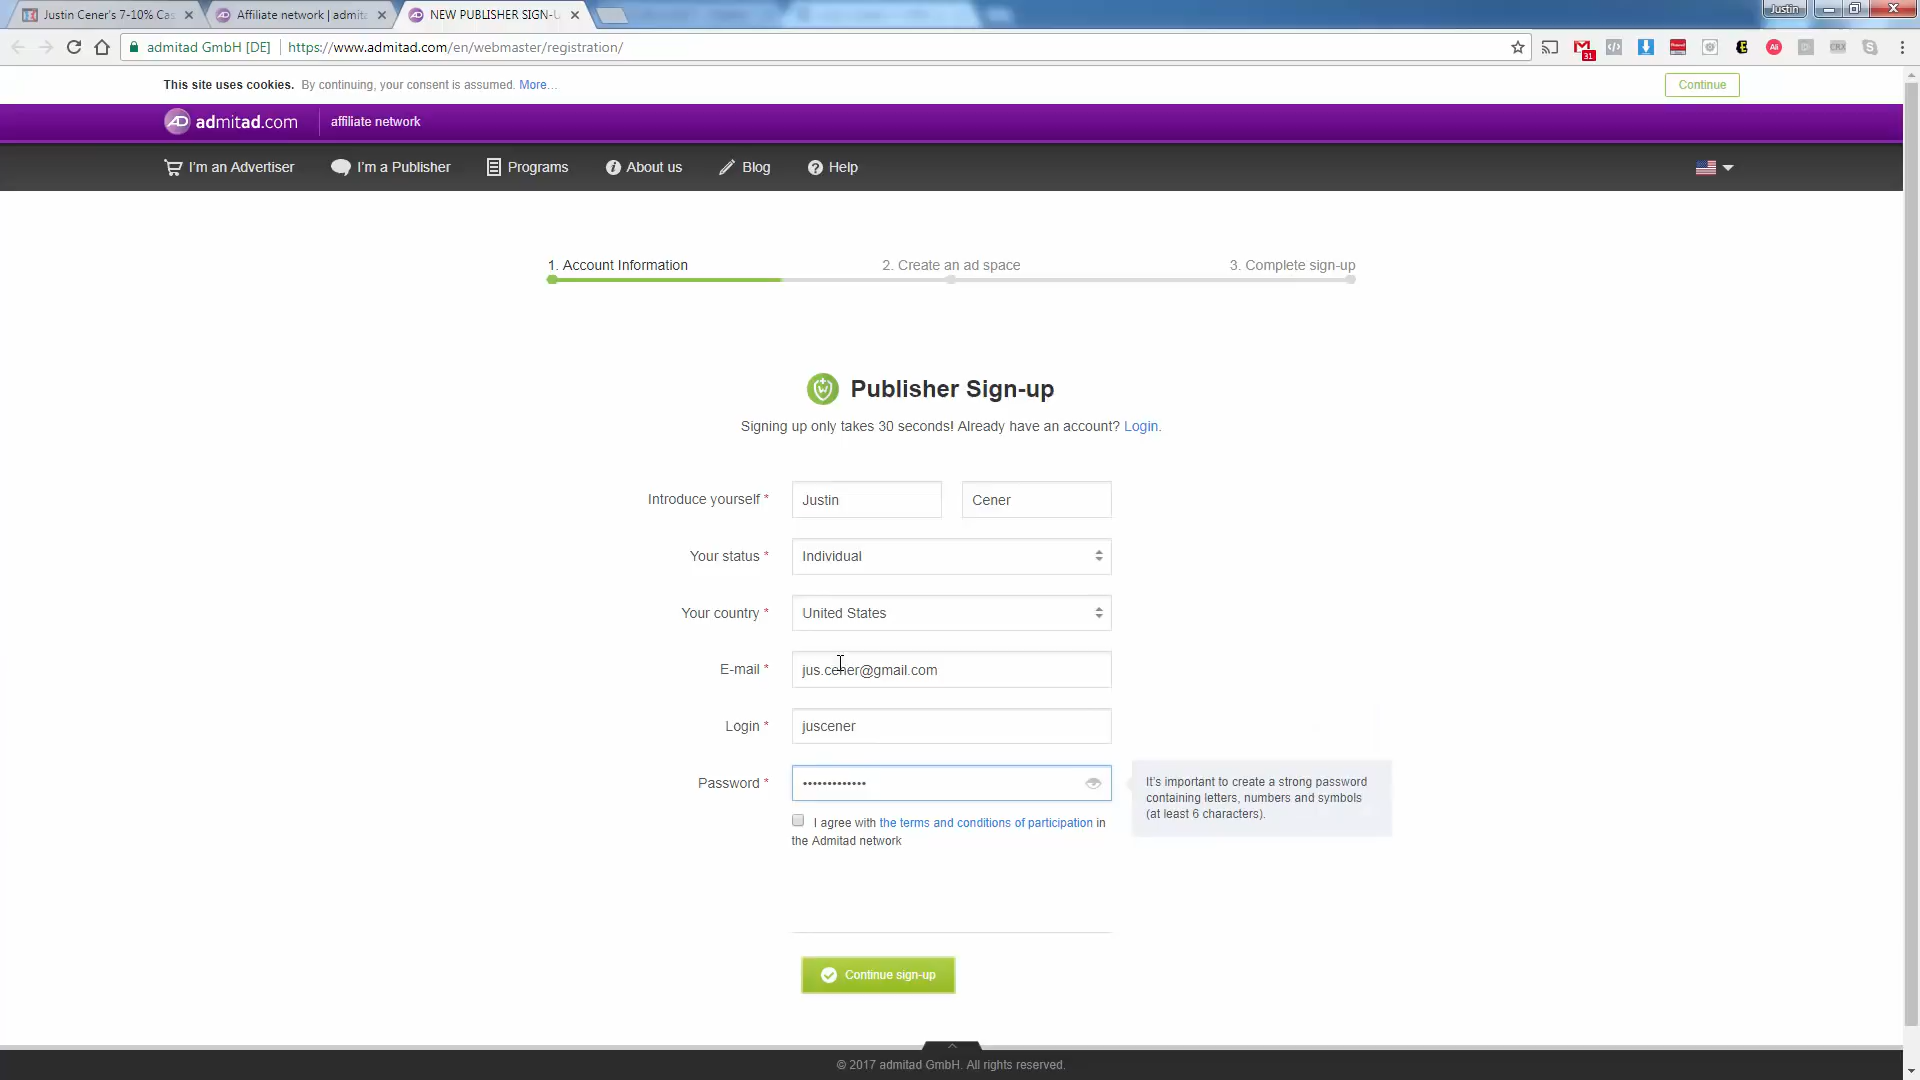 Justin Cener's 7-10% Cas
Affiliate network | admita
NEW PUBLISHER SIGN-U
Justin
admitad GmbH [DE] https://www.admitad.com/en/webmaster/registration/
31
This site uses cookies. By continuing, your consent is assumed. More…
Continue
admitad.com affiliate network
I'm an Advertiser I'm a Publisher Programs About us Blog Help
1. Account Information 2. Create an ad space 3. Complete sign-up
Publisher Sign-up
Signing up only takes 30 seconds! Already have an account? Login.
Introduce yourself * Justin Cener
Your status * Individual
Your country * United States
E-mail * jus.cener@gmail.com
Login * juscener
Password * •••••••••••••
It's important to create a strong password
containing letters, numbers and symbols
(at least 6 characters).
I agree with the terms and conditions of participation in
the Admitad network
Continue sign-up
© 2017 admitad GmbH. All rights reserved.